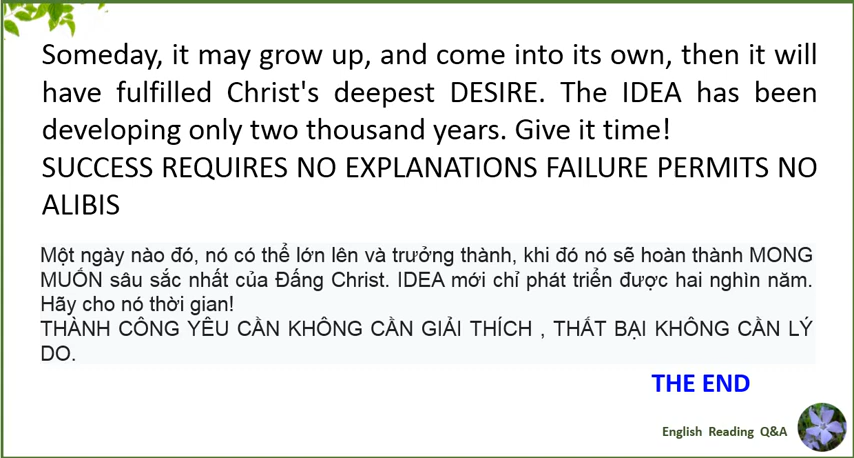 Someday, it may grow up, and come into its own, then it will
have fulfilled Christ's deepest DESIRE. The IDEA has been
developing only two thousand years. Give it time!
SUCCESS REQUIRES NO EXPLANATIONS FAILURE PERMITS NO
ALIBIS
Một ngày nào đó, nó có thể lớn lên và trưởng thành, khi đó nó sẽ hoàn thành MONG
MUỐN sâu sắc nhất của Đấng Christ. IDEA mới chỉ phát triển được hai nghìn năm.
Hãy cho nó thời gian!
THÀNH CÔNG YÊU CẦN KHÔNG CẦN GIẢI THÍCH , THẤT BẠI KHÔNG CẦN LÝ
DO.
THE END
English Reading Q&A